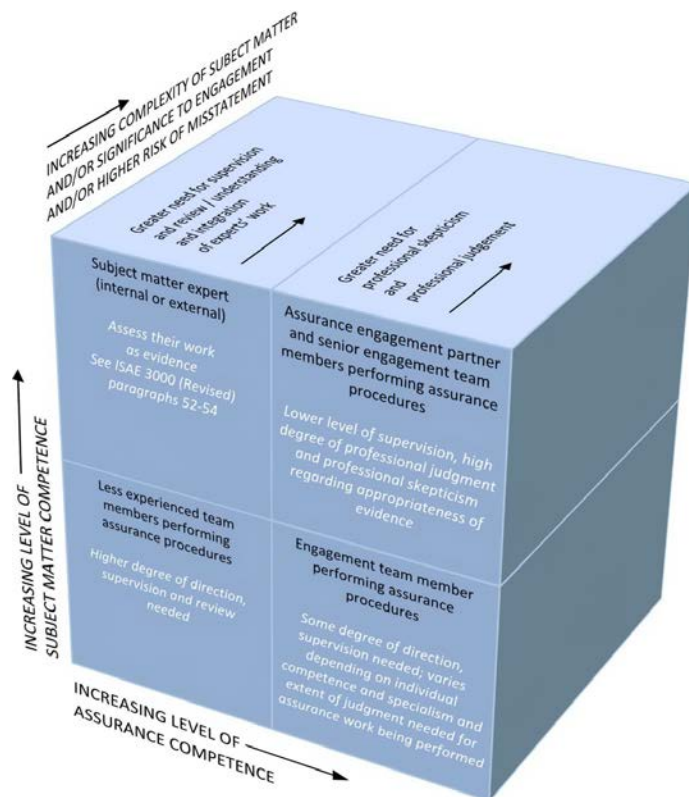 INCREASING COMPLEXITY OF SUBECT MATTER
AND/OR SIGNIFICANCE TO ENGAGEMENT
AND/OR HIGHER RISK OF MISSTATEMENT
Greater need for supervision
and review / understanding
and integration
of experts' work
Greater need for
professional skepticism
and
professional judgement
Subject matter expert
(internal or external)
Assess their work
as evidence
See ISAE 3000 (Revised)
paragraphs 52-54
Assurance engagement partner
and senior engagement team
members performing assurance
procedures
Lower level of supervision, high
degree of professional judgment
and professional skepticism
regarding appropriateness of
evidence
Less experienced team
members performing
assurance procedures
Higher degree of direction,
supervision and review
needed
Engagement team member
performing assurance
procedures
Some degree of direction,
supervision needed; varies
depending on individual
competence and specialism and
extent of judgment needed for
assurance work being performed
INCREASING LEVEL OF
SUBJECT MATTER COMPETENCE
INCREASING LEVEL OF
ASSURANCE COMPETENCE